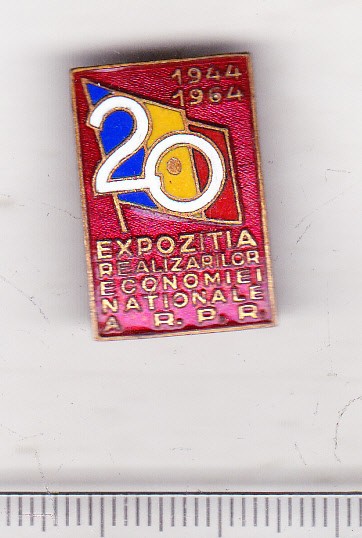 1944
1964
20
EXPOZITIA
REALIZARILOR
ECONOMIEI
NATIONALE
A R.P.R.